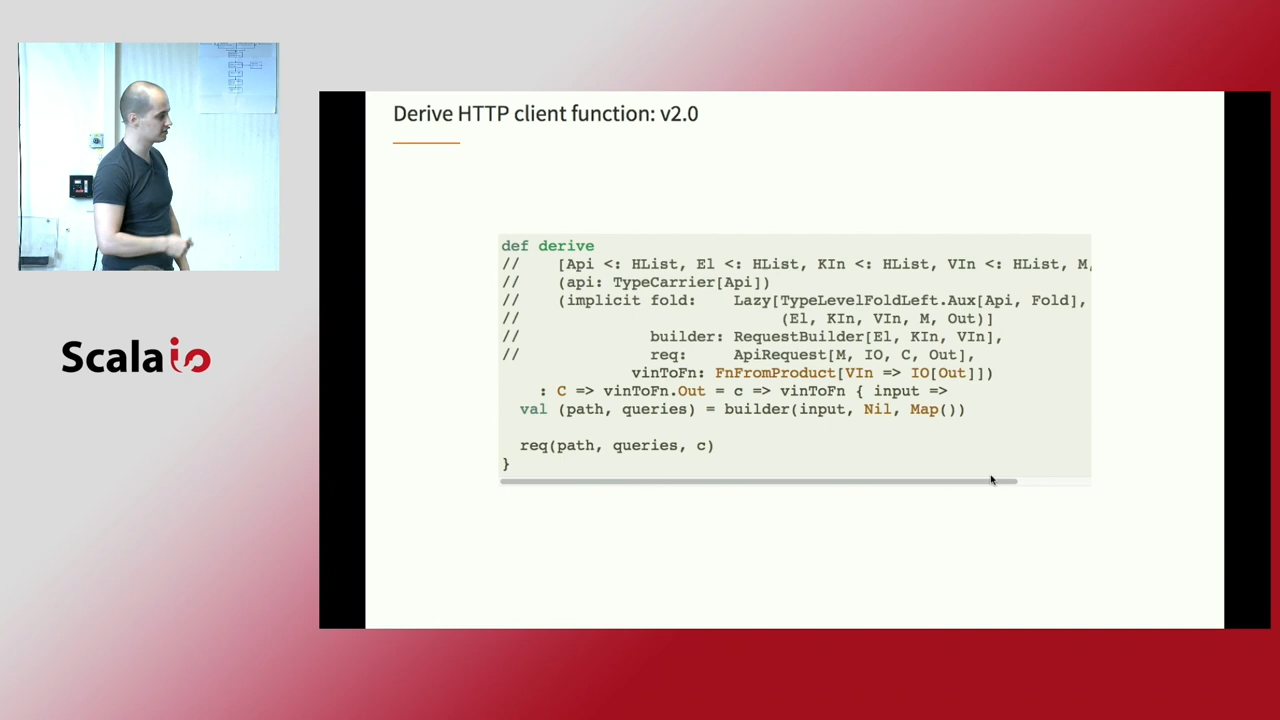 Derive HTTP client function: v2.0
def derive
//    [Api <: HList, El <: HList, KIn <: HList, VIn <: HList, M,
//    (api: TypeCarrier[Api])
//    (implicit fold:    Lazy[TypeLevelFoldLeft.Aux[Api, Fold],
//                            (El, KIn, VIn, M, Out)]
//              builder: RequestBuilder[El, KIn, VIn],
//              req:     ApiRequest[M, IO, C, Out],
              vinToFn: FnFromProduct[VIn => IO[Out]])
    : C => vinToFn.Out = c => vinToFn { input =>
  val (path, queries) = builder(input, Nil, Map())
  req(path, queries, c)
}
Scala io